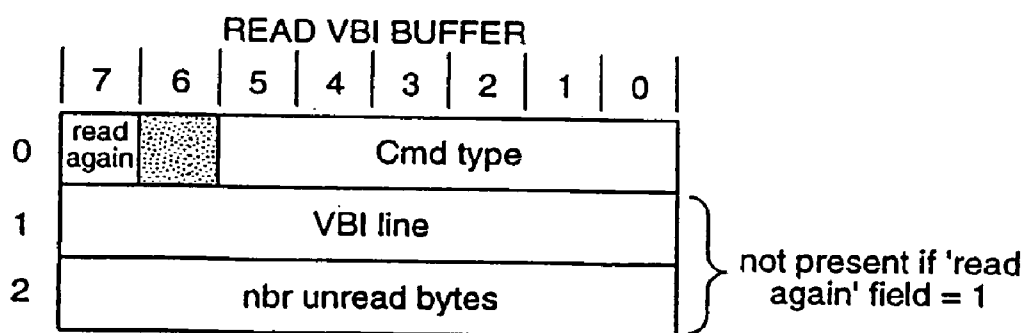 READ VBI BUFFER
7 6 5 4 3 2 1 0
0 read again Cmd type
1 VBI line
2 nbr unread bytes
not present if 'read
again' field = 1